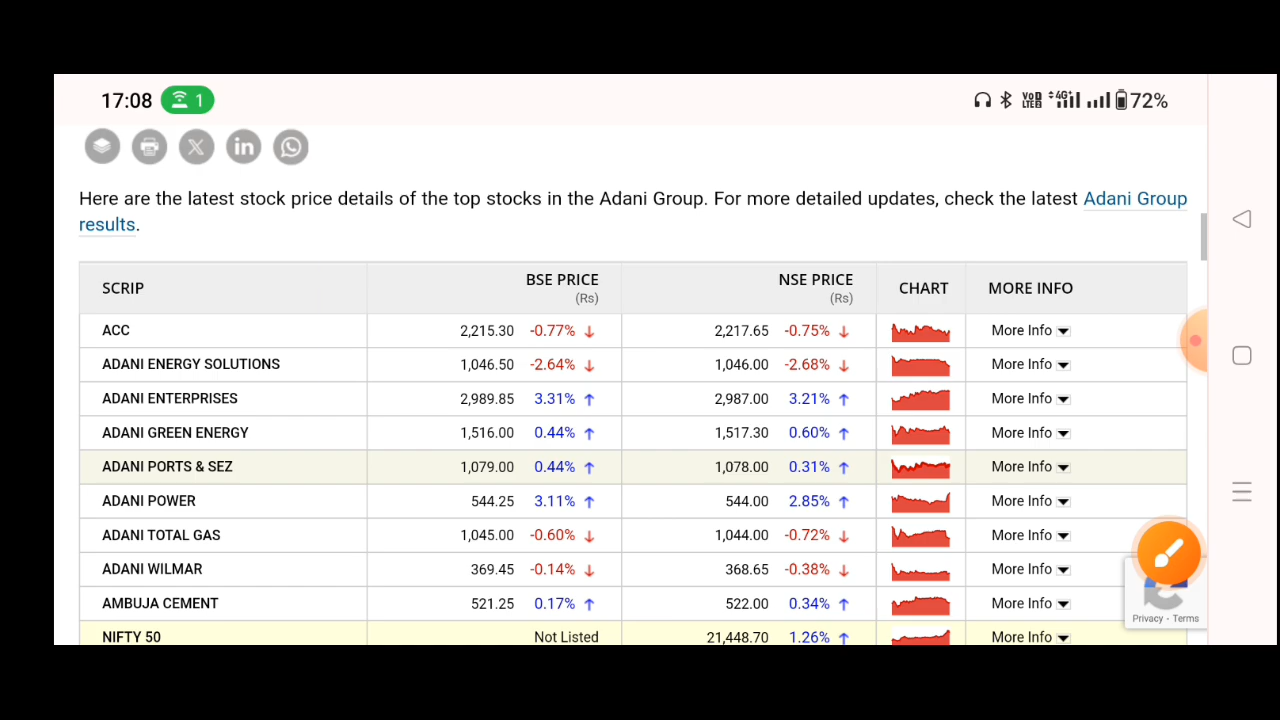 17:08 1 VoD LTE2 4G+ 72%
in
Here are the latest stock price details of the top stocks in the Adani Group. For more detailed updates, check the latest Adani Group
results.
SCRIP BSE PRICE (Rs) NSE PRICE (Rs) CHART MORE INFO
ACC 2,215.30 -0.77% ↓ 2,217.65 -0.75% ↓ More Info
ADANI ENERGY SOLUTIONS 1,046.50 -2.64% ↓ 1,046.00 -2.68% ↓ More Info
ADANI ENTERPRISES 2,989.85 3.31% ↑ 2,987.00 3.21% ↑ More Info
ADANI GREEN ENERGY 1,516.00 0.44% ↑ 1,517.30 0.60% ↑ More Info
ADANI PORTS & SEZ 1,079.00 0.44% ↑ 1,078.00 0.31% ↑ More Info
ADANI POWER 544.25 3.11% ↑ 544.00 2.85% ↑ More Info
ADANI TOTAL GAS 1,045.00 -0.60% ↓ 1,044.00 -0.72% ↓ More Info
ADANI WILMAR 369.45 -0.14% ↓ 368.65 -0.38% ↓ More Info
AMBUJA CEMENT 521.25 0.17% ↑ 522.00 0.34% ↑ More Info
Privacy - Terms
NIFTY 50 Not Listed 21,448.70 1.26% ↑ More Info